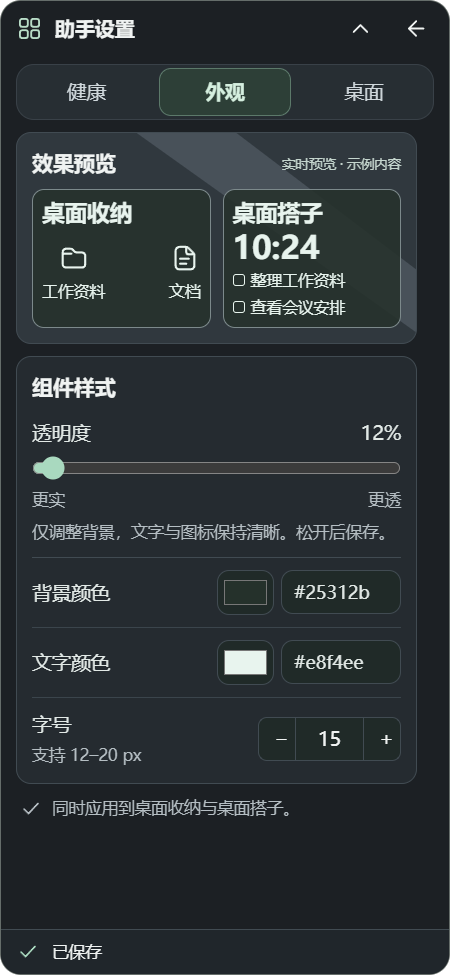 助手设置
健康 外观 桌面
效果预览 实时预览 · 示例内容
桌面收纳
工作资料 文档
桌面搭子
10:24
整理工作资料
查看会议安排
组件样式
透明度 12%
更实 更透
仅调整背景，文字与图标保持清晰。松开后保存。
背景颜色 #25312b
文字颜色 #e8f4ee
字号
支持 12–20 px
− 15 +
同时应用到桌面收纳与桌面搭子。
已保存